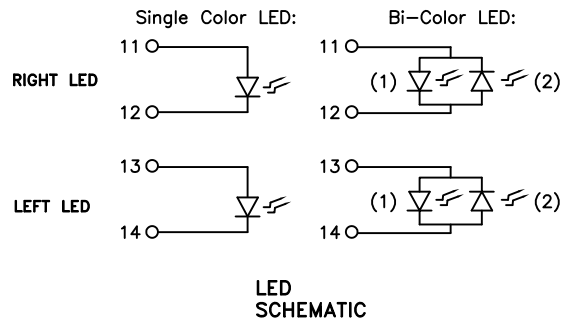 Single Color LED:
Bi-Color LED:
RIGHT LED
11
12
11
12
(1)
(2)
LEFT LED
13
14
13
14
(1)
(2)
LED
SCHEMATIC